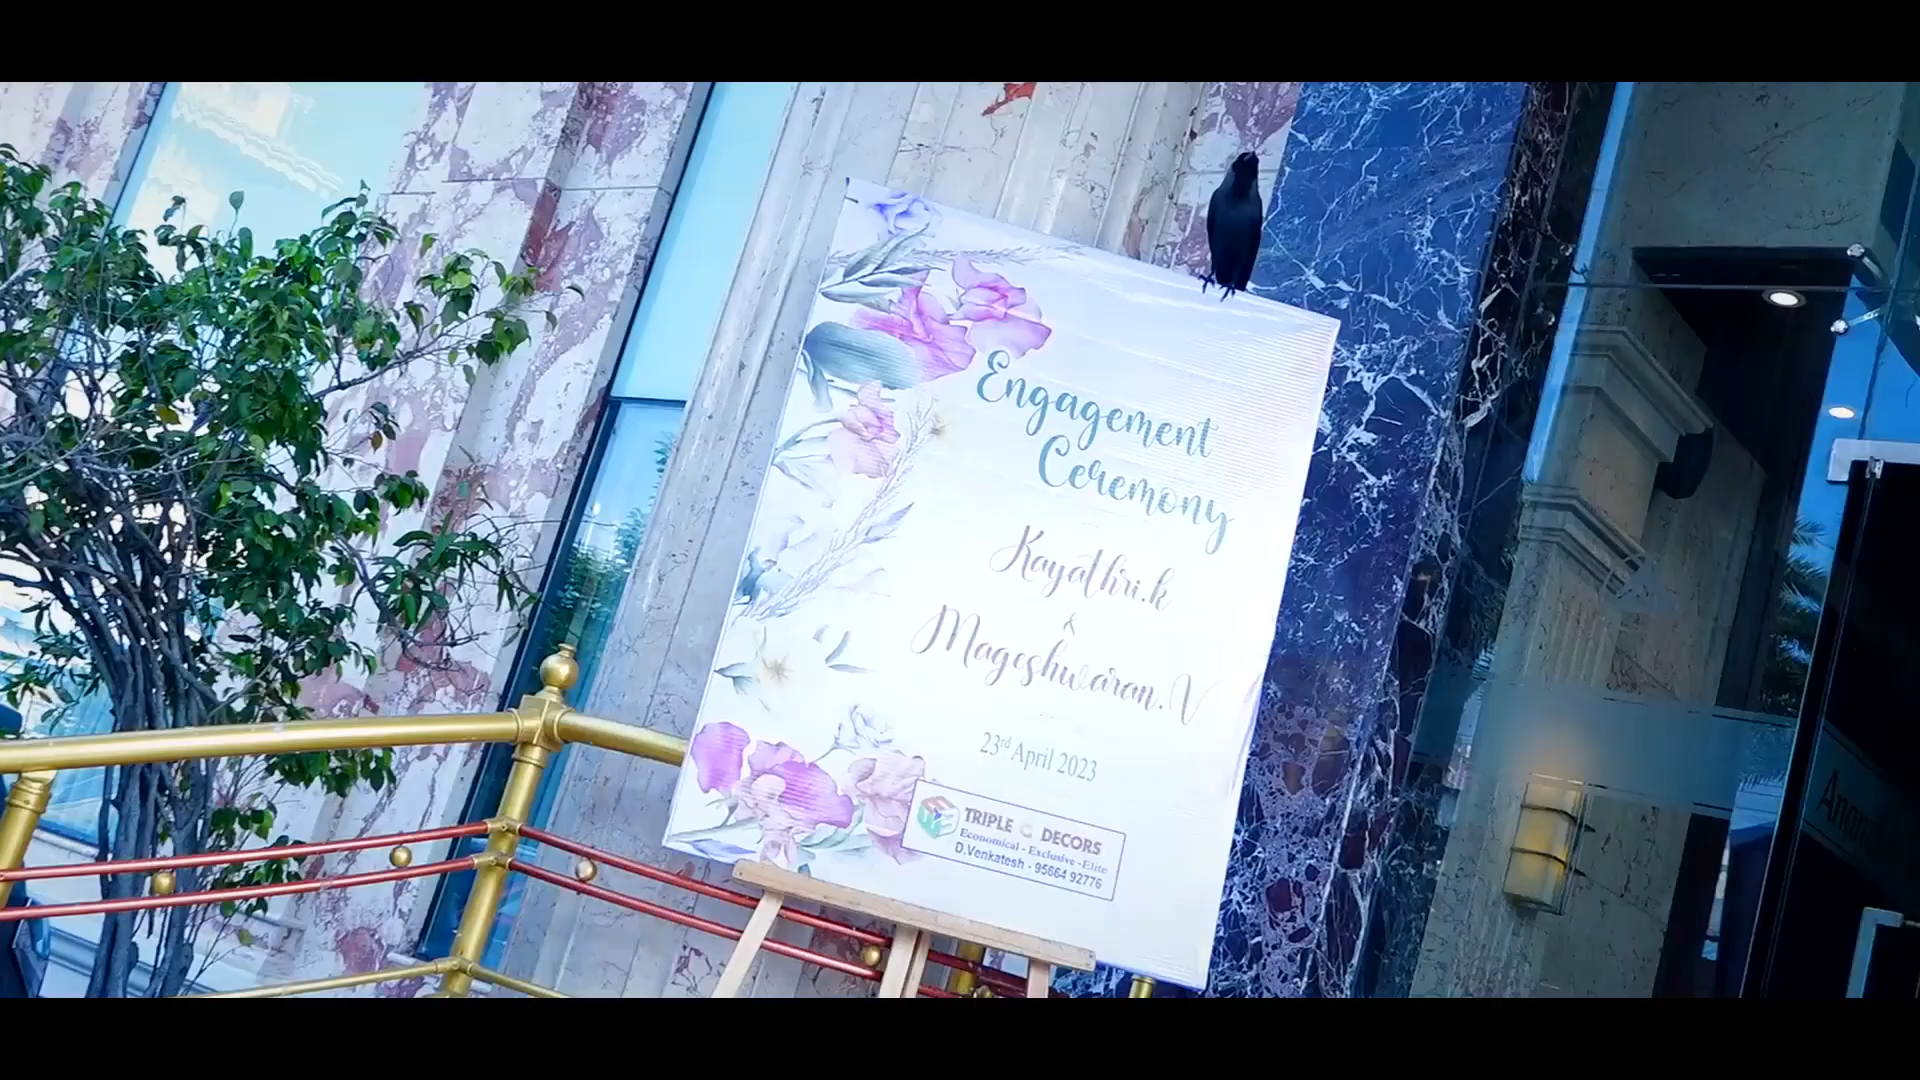 Engagement
Ceremony
Kayathri.k
&
Mageshwaran.V
23rd April 2023
TRIPLE DECORS
Economical - Exclusive - Elite
D.Venkatesh - 95664 92776